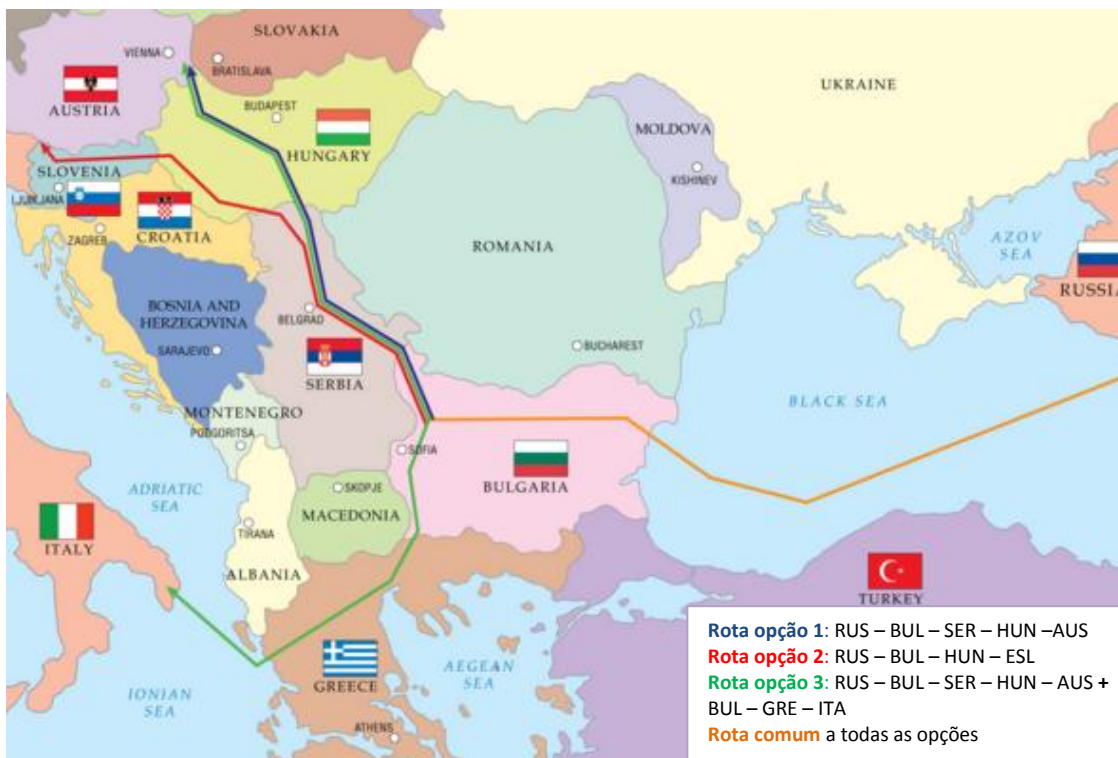 SLOVAKIA
VIENNA
BRATISLAVA
UKRAINE
AUSTRIA
BUDAPEST
MOLDOVA
HUNGARY
SLOVENIA
KISHINEV
LJUBLJANA
CROATIA
ZAGREB
ROMANIA
AZOV
SEA
RUSSIA
BOSNIA AND
HERZEGOVINA
BELGRAD
SARAJEVO
BUCHAREST
SERBIA
BLACK SEA
MONTENEGRO
PODGORITSA
SOFIA
BULGARIA
ADRIATIC
SEA
SKOPJE
MACEDONIA
ITALY
TIRANA
ALBANIA
TURKEY
GREECE
AEGEAN
SEA
IONIAN
SEA
ATHENS
Rota opção 1: RUS – BUL – SER – HUN –AUS
Rota opção 2: RUS – BUL – HUN – ESL
Rota opção 3: RUS – BUL – SER – HUN – AUS +
BUL – GRE – ITA
Rota comum a todas as opções